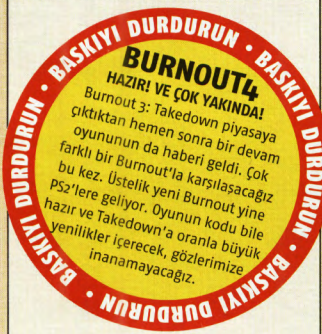 BASKIYI DURDURUN • BASKIYI DURDURUN • BASKIYI DURDURUN • BASKIYI DURDURUN •
BURNOUT4
HAZIR! VE ÇOK YAKINDA!
Burnout 3: Takedown piyasaya
çıktıktan hemen sonra bir devam
oyununun da haberi geldi. Çok
farklı bir Burnout'la karşılaşacağız
bu kez. Üstelik yeni Burnout yine
PS2'lere geliyor. Oyunun kodu bile
hazır ve Takedown'a oranla büyük
yenilikler içerecek, gözlerimize
inanamayacağız.